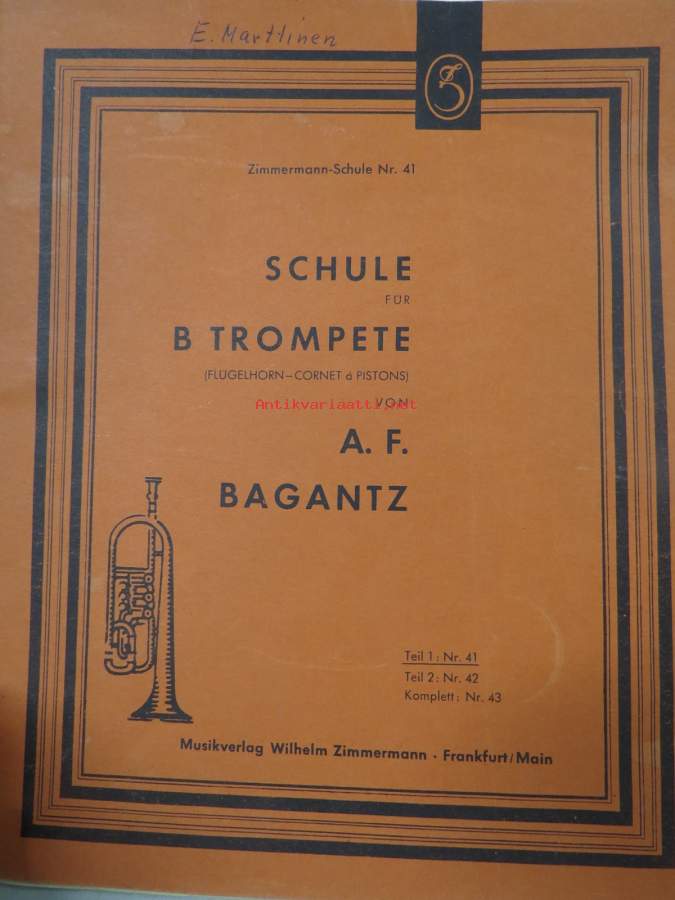 E. Marttinen
Zimmermann-Schule Nr. 41
SCHULE
FÜR
B TROMPETE
(FLÜGELHORN–CORNET à PISTONS)
Antikvariaatti.net
VON
A. F.
BAGANTZ
Teil 1: Nr. 41
Teil 2: Nr. 42
Komplett: Nr. 43
Musikverlag Wilhelm Zimmermann · Frankfurt/Main